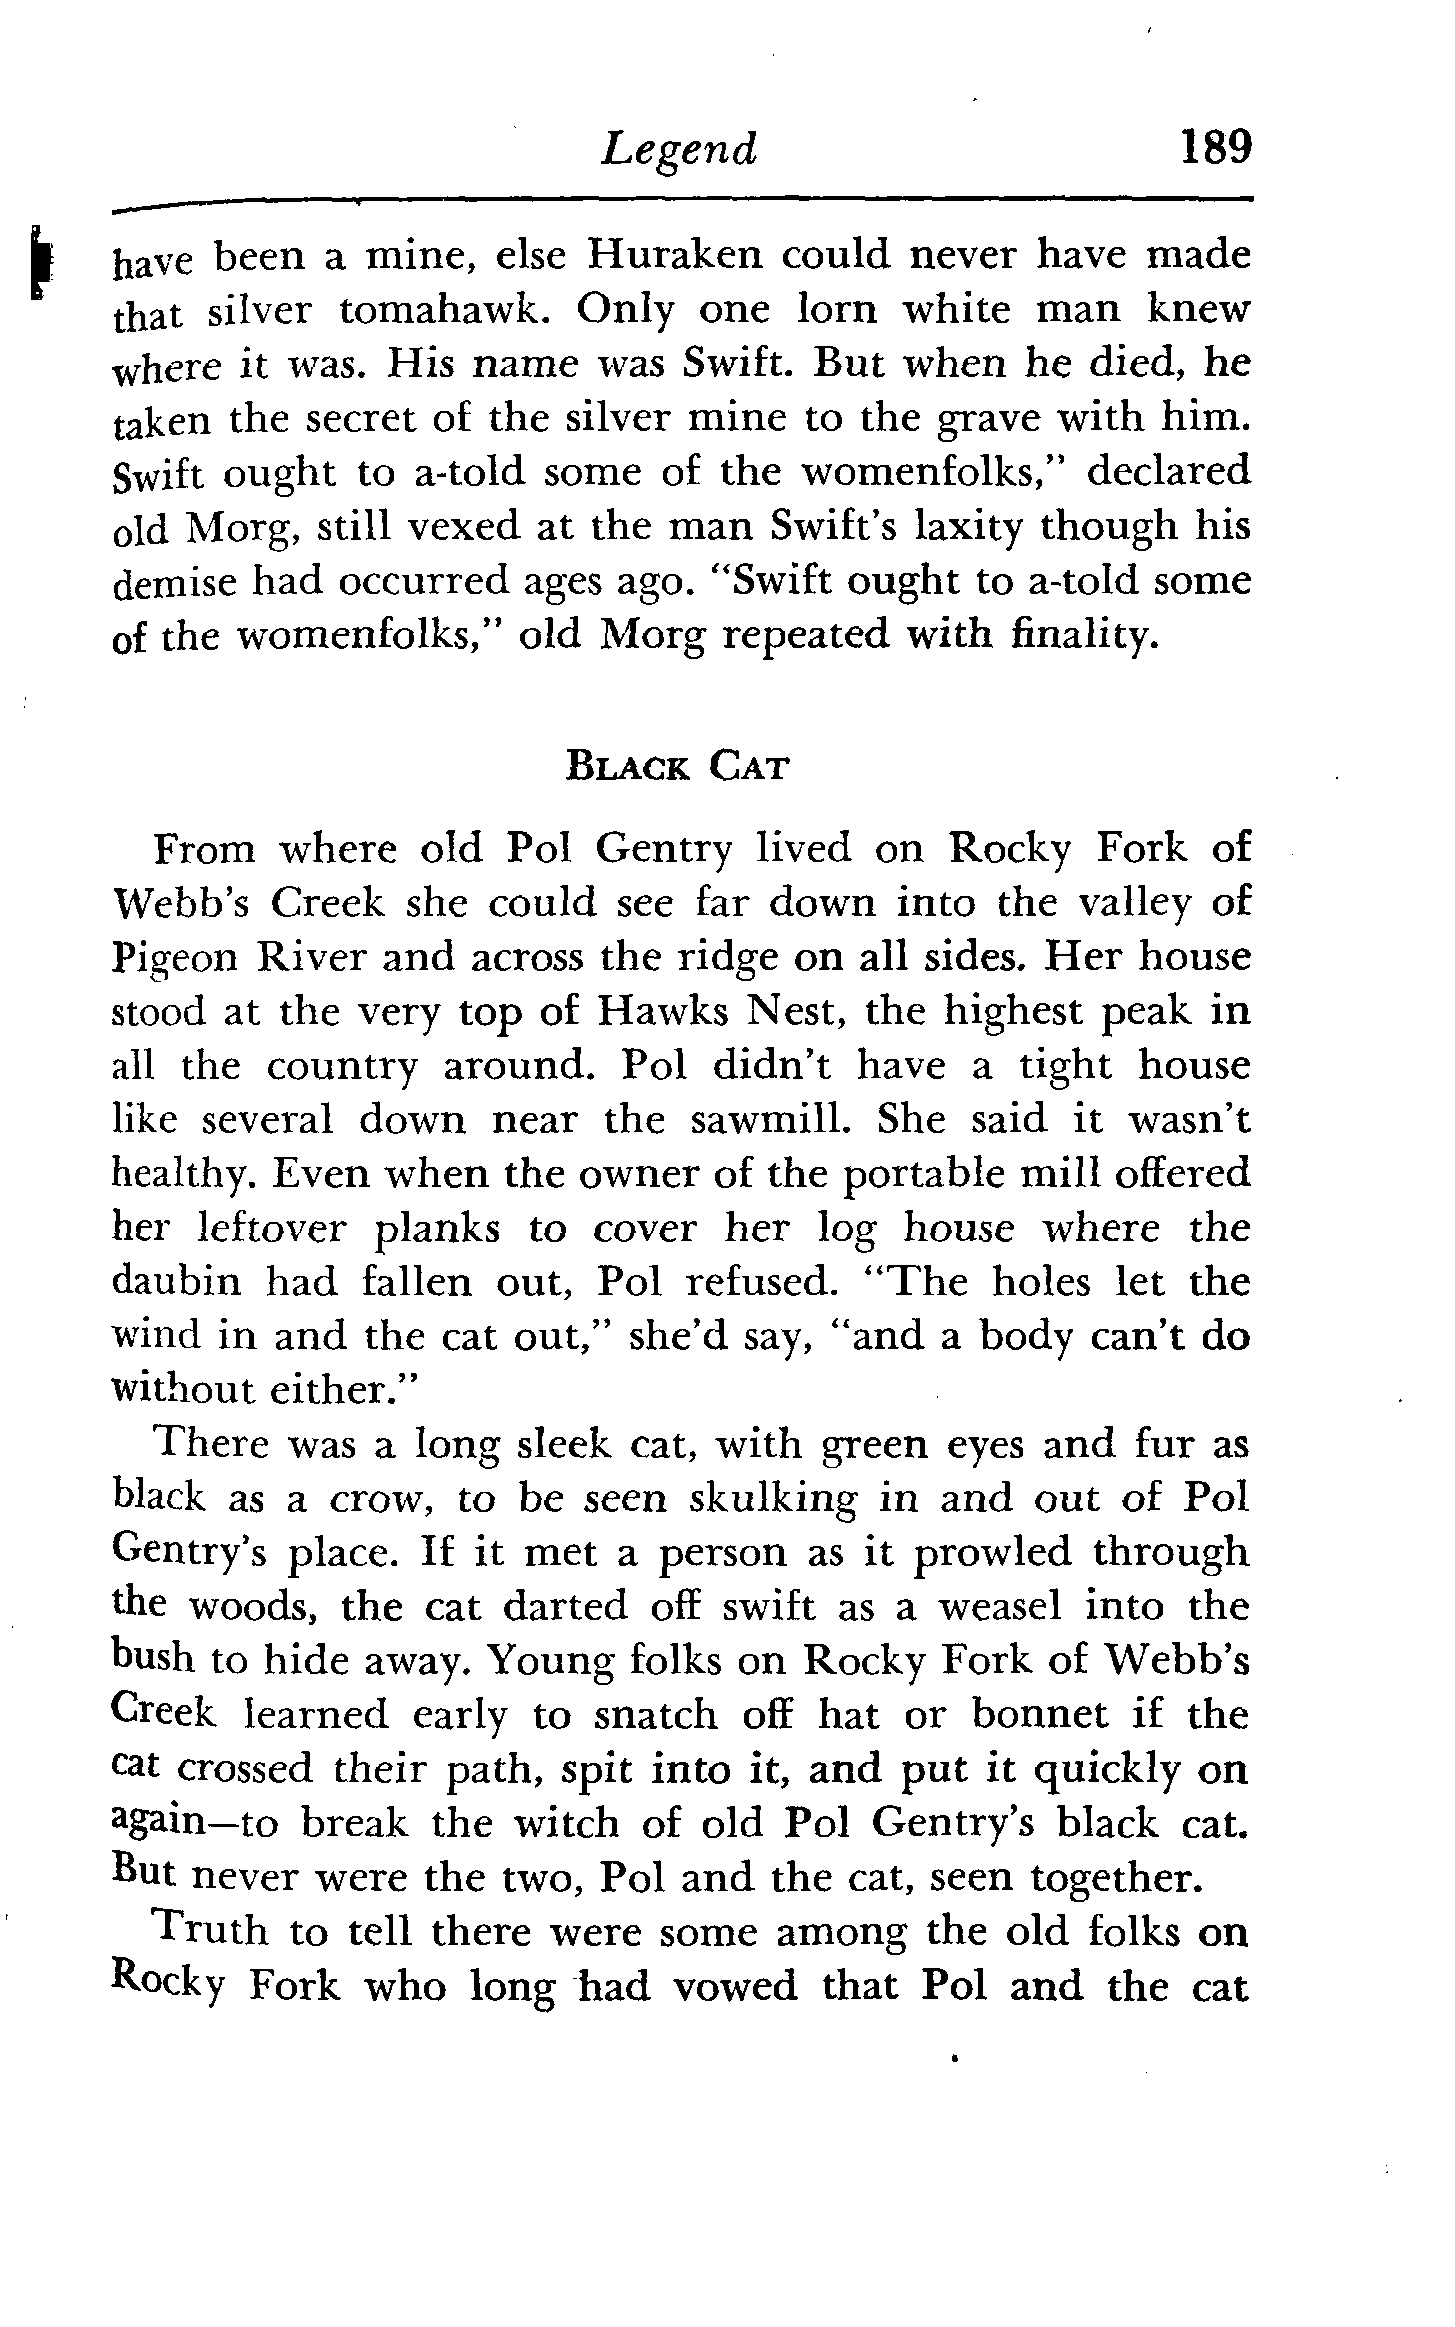 Legend 189
have been a mine, else Huraken could never have made
that silver tomahawk. Only one lorn white man knew
where it was. His name was Swift. But when he died, he
taken the secret of the silver mine to the grave with him.
Swift ought to a-told some of the womenfolks," declared
old Morg, still vexed at the man Swift's laxity though his
demise had occurred ages ago. "Swift ought to a-told some
of the womenfolks," old Morg repeated with finality.
BLACK CAT
From where old Pol Gentry lived on Rocky Fork of
Webb's Creek she could see far down into the valley of
Pigeon River and across the ridge on all sides. Her house
stood at the very top of Hawks Nest, the highest peak in
all the country around. Pol didn't have a tight house
like several down near the sawmill. She said it wasn't
healthy. Even when the owner of the portable mill offered
her leftover planks to cover her log house where the
daubin had fallen out, Pol refused. "The holes let the
wind in and the cat out," she'd say, "and a body can't do
without either."
There was a long sleek cat, with green eyes and fur as
black as a crow, to be seen skulking in and out of Pol
Gentry's place. If it met a person as it prowled through
the woods, the cat darted off swift as a weasel into the
bush to hide away. Young folks on Rocky Fork of Webb's
Creek learned early to snatch off hat or bonnet if the
cat crossed their path, spit into it, and put it quickly on
again—to break the witch of old Pol Gentry's black cat.
But never were the two, Pol and the cat, seen together.
Truth to tell there were some among the old folks on
Rocky Fork who long had vowed that Pol and the cat